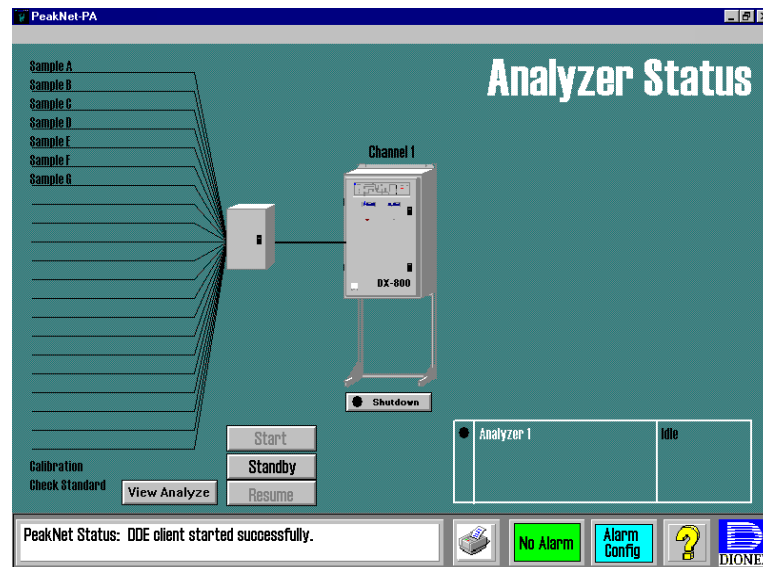 PeakNet-PA
Analyzer Status
Sample A
Sample B
Sample C
Sample D
Sample E
Sample F
Sample G
Channel 1
DX-800
Shutdown
Analyzer 1
Idle
Start
Standby
Resume
Calibration
Check Standard
View Analyze
PeakNet Status: DDE client started successfully.
No Alarm
Alarm
Config
DIONEX